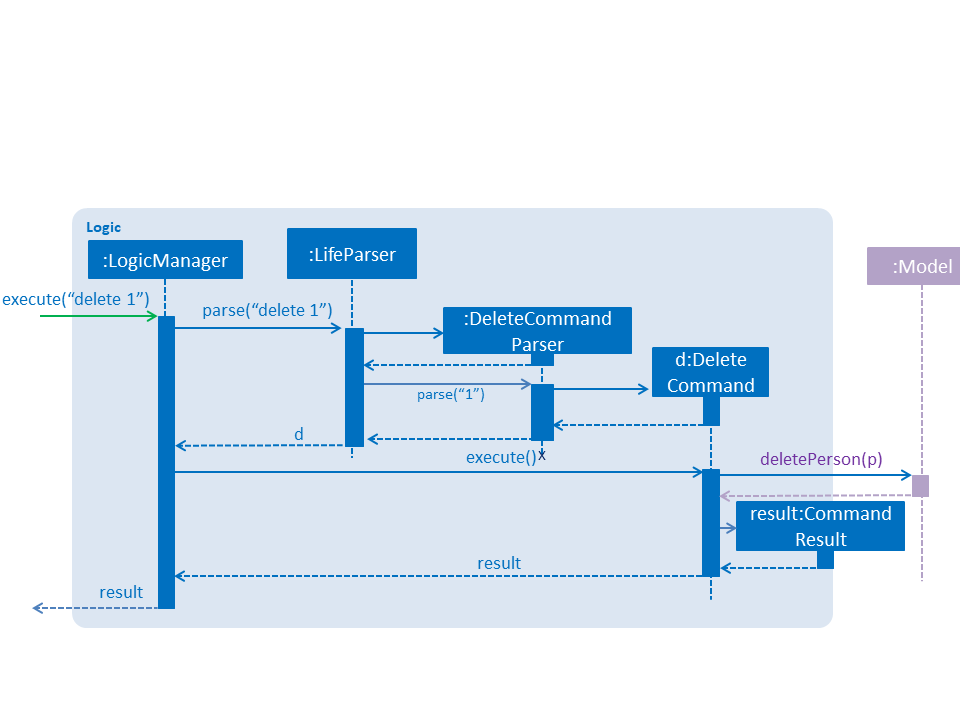 Logic
:LogicManager
:LifeParser
:Model
execute(“delete 1”)
parse(“delete 1”)
:DeleteCommand
Parser
d:Delete
Command
parse(“1”)
d
execute()
x
deletePerson(p)
result:Command
Result
result
result